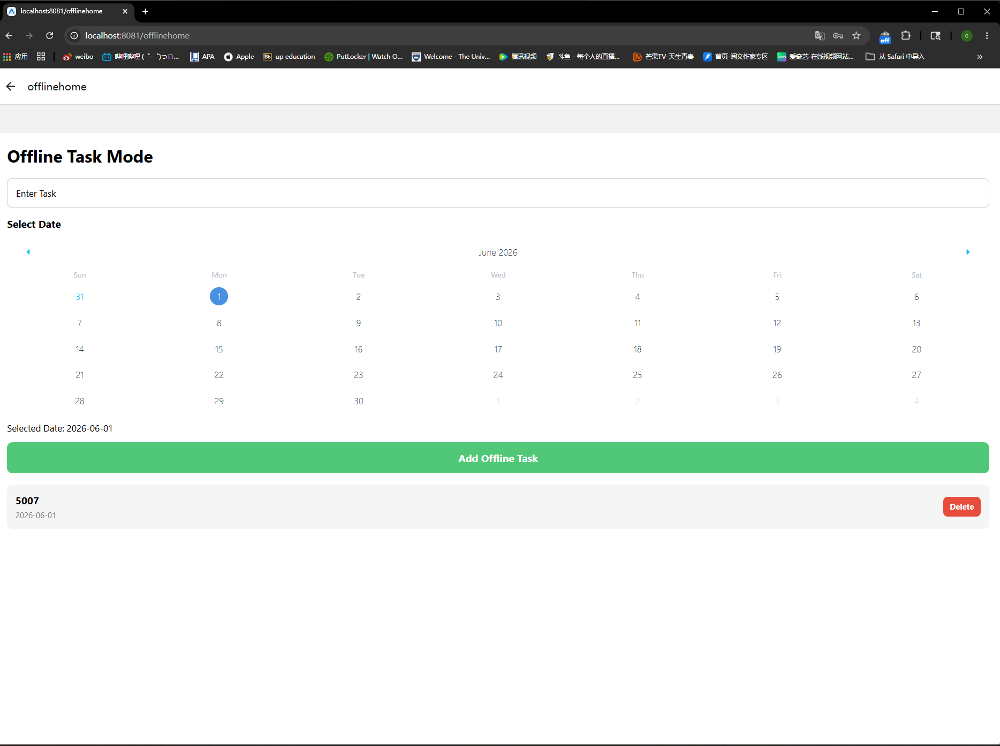 localhost:8081/offlinehome
localhost:8081/offlinehome
off
C
应用
weibo
哔哩哔哩 ( ゜- ゜)つロ...
APA
Apple
Bb
up education
PutLocker | Watch O...
Welcome - The Univ...
腾讯视频
斗鱼 - 每个人的直播...
芒果TV-天生青春
首页-阅文作家专区
爱奇艺-在线视频网站...
从 Safari 中导入
offlinehome
Offline Task Mode
Enter Task
Select Date
June 2026
Sun Mon Tue Wed Thu Fri Sat
31 1 2 3 4 5 6
7 8 9 10 11 12 13
14 15 16 17 18 19 20
21 22 23 24 25 26 27
28 29 30 1 2 3 4
Selected Date: 2026-06-01
Add Offline Task
5007
2026-06-01
Delete